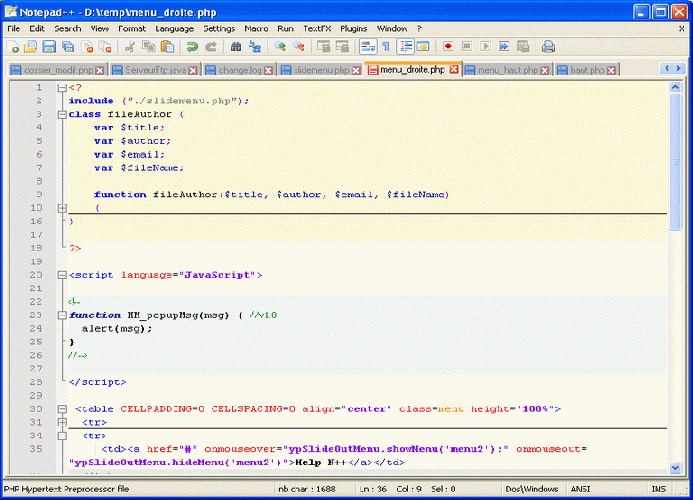 Notepad++ - D:\temp\menu_droite.php
File Edit Search View Format Language Settings Macro Run TextFX Plugins Window ? X
dossier_modif.php ServeurFtp.java change.log slidemenu.php menu_droite.php menu_haut.php haut.php
1 <?
2 include ("./slidemenu.php");
3 class fileAuthor {
4 var $title;
5 var $author;
6 var $email;
7 var $fileName;
8
9 function fileAuthor($title, $author, $email, $fileName)
10 {
16 }
17
18 ?>
19
20 <script language="JavaScript">
21
22 <!--
23 function MM_popupMsg(msg) { //v1.0
24 alert(msg);
25 }
26 //-->
27
28 </script>
29
30 <table CELLPADDING=0 CELLSPACING=0 align="center" class=menu height="100%">
31 <tr>
34 <tr>
35 <td><a href="#" onmouseover="ypSlideOutMenu.showMenu('menu2');" onmouseout=
"ypSlideOutMenu.hideMenu('menu2')">Help N++</a></td>
PHP Hypertext Preprocessor file nb char : 1688 Ln : 36 Col : 9 Sel : 0 Dos\Windows ANSI INS